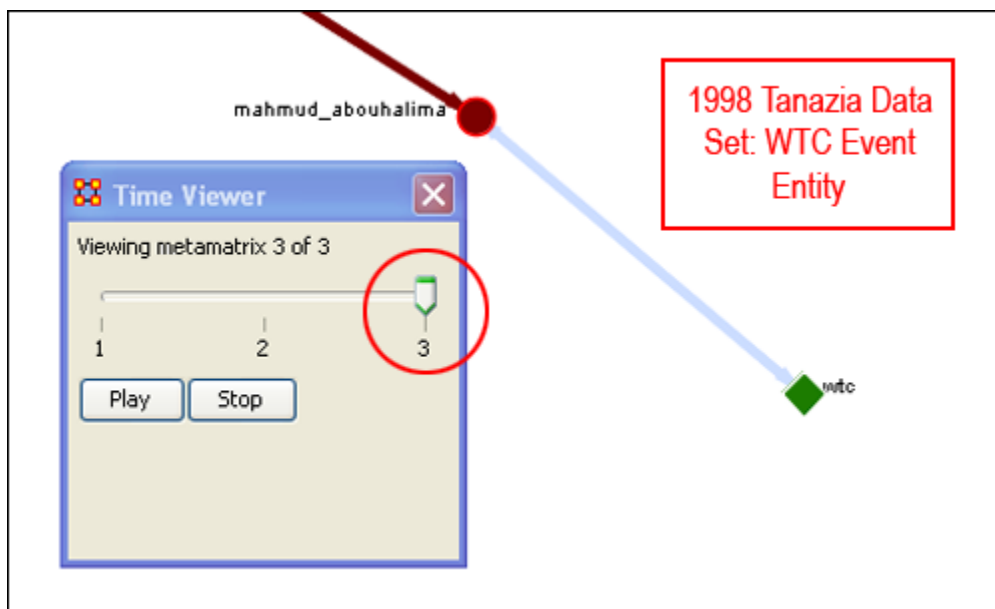 mahmud_abouhalima
1998 Tanazia Data
Set: WTC Event
Entity
Time Viewer
Viewing metamatrix 3 of 3
1 2 3
Play Stop
wtc